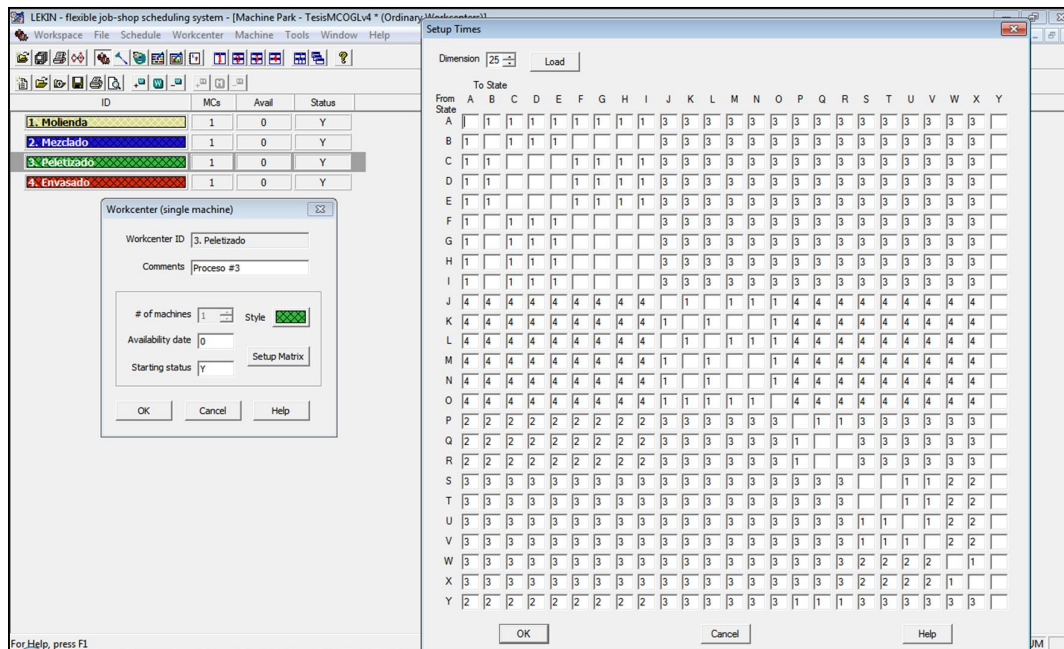 LEKIN - flexible job-shop scheduling system - [Machine Park - TesisMCOGLv4 * (Ordinary Workcenters)]
Workspace File Schedule Workcenter Machine Tools Window Help
ID MCs Avail Status
1. Molienda 1 0 Y
2. Mezclado 1 0 Y
3. Peletizado 1 0 Y
4. Envasado 1 0 Y
Workcenter (single machine)
Workcenter ID 3. Peletizado
Comments Proceso #3
# of machines 1 Style
Availability date 0
Setup Matrix
Starting status Y
OK Cancel Help
Setup Times
Dimension 25 Load
To State
From A B C D E F G H I J K L M N O P Q R S T U V W X Y
State
A 1 1 1 1 1 1 1 1 3 3 3 3 3 3 3 3 3 3 3 3 3 3 3
B 1 1 1 1 3 3 3 3 3 3 3 3 3 3 3 3 3 3 3
C 1 1 1 1 1 1 3 3 3 3 3 3 3 3 3 3 3 3 3 3 3
D 1 1 1 1 1 1 3 3 3 3 3 3 3 3 3 3 3 3 3 3 3
E 1 1 1 1 1 1 3 3 3 3 3 3 3 3 3 3 3 3 3 3 3
F 1 1 1 1 3 3 3 3 3 3 3 3 3 3 3 3 3 3 3
G 1 1 1 1 3 3 3 3 3 3 3 3 3 3 3 3 3 3 3
H 1 1 1 1 3 3 3 3 3 3 3 3 3 3 3 3 3 3 3
I 1 1 1 1 3 3 3 3 3 3 3 3 3 3 3 3 3 3 3
J 4 4 4 4 4 4 4 4 4 1 1 1 1 4 4 4 4 4 4 4 4 4
K 4 4 4 4 4 4 4 4 4 1 1 1 4 4 4 4 4 4 4 4 4
L 4 4 4 4 4 4 4 4 4 1 1 1 1 4 4 4 4 4 4 4 4 4
M 4 4 4 4 4 4 4 4 4 1 1 1 4 4 4 4 4 4 4 4 4
N 4 4 4 4 4 4 4 4 4 1 1 1 4 4 4 4 4 4 4 4 4
O 4 4 4 4 4 4 4 4 4 1 1 1 1 1 4 4 4 4 4 4 4 4 4
P 2 2 2 2 2 2 2 2 2 3 3 3 3 3 3 1 1 3 3 3 3 3 3
Q 2 2 2 2 2 2 2 2 2 3 3 3 3 3 3 1 3 3 3 3 3 3
R 2 2 2 2 2 2 2 2 2 3 3 3 3 3 3 1 3 3 3 3 3 3
S 3 3 3 3 3 3 3 3 3 3 3 3 3 3 3 3 3 3 1 1 2 2
T 3 3 3 3 3 3 3 3 3 3 3 3 3 3 3 3 3 3 1 1 2 2
U 3 3 3 3 3 3 3 3 3 3 3 3 3 3 3 3 3 3 1 1 1 2 2
V 3 3 3 3 3 3 3 3 3 3 3 3 3 3 3 3 3 3 1 1 1 2 2
W 3 3 3 3 3 3 3 3 3 3 3 3 3 3 3 3 3 3 2 2 2 2 1
X 3 3 3 3 3 3 3 3 3 3 3 3 3 3 3 3 3 3 2 2 2 2 1
Y 2 2 2 2 2 2 2 2 2 3 3 3 3 3 3 1 1 1 3 3 3 3 3 3
OK Cancel Help
For Help, press F1